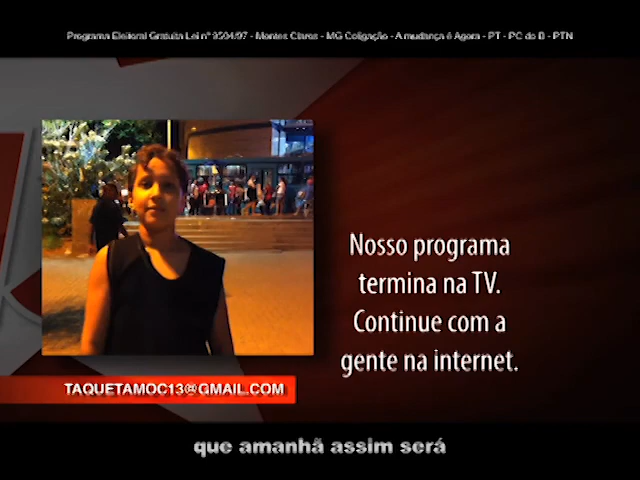 Programa Eleitoral Gratuita Lei nº 9504/97 - Montes Claros - MG Coligação - A mudança é Agora - PT - PC do B - PTN
Nosso programa
termina na TV.
Continue com a
gente na internet.
TAQUETAMOC13@GMAIL.COM
que amanhã assim será